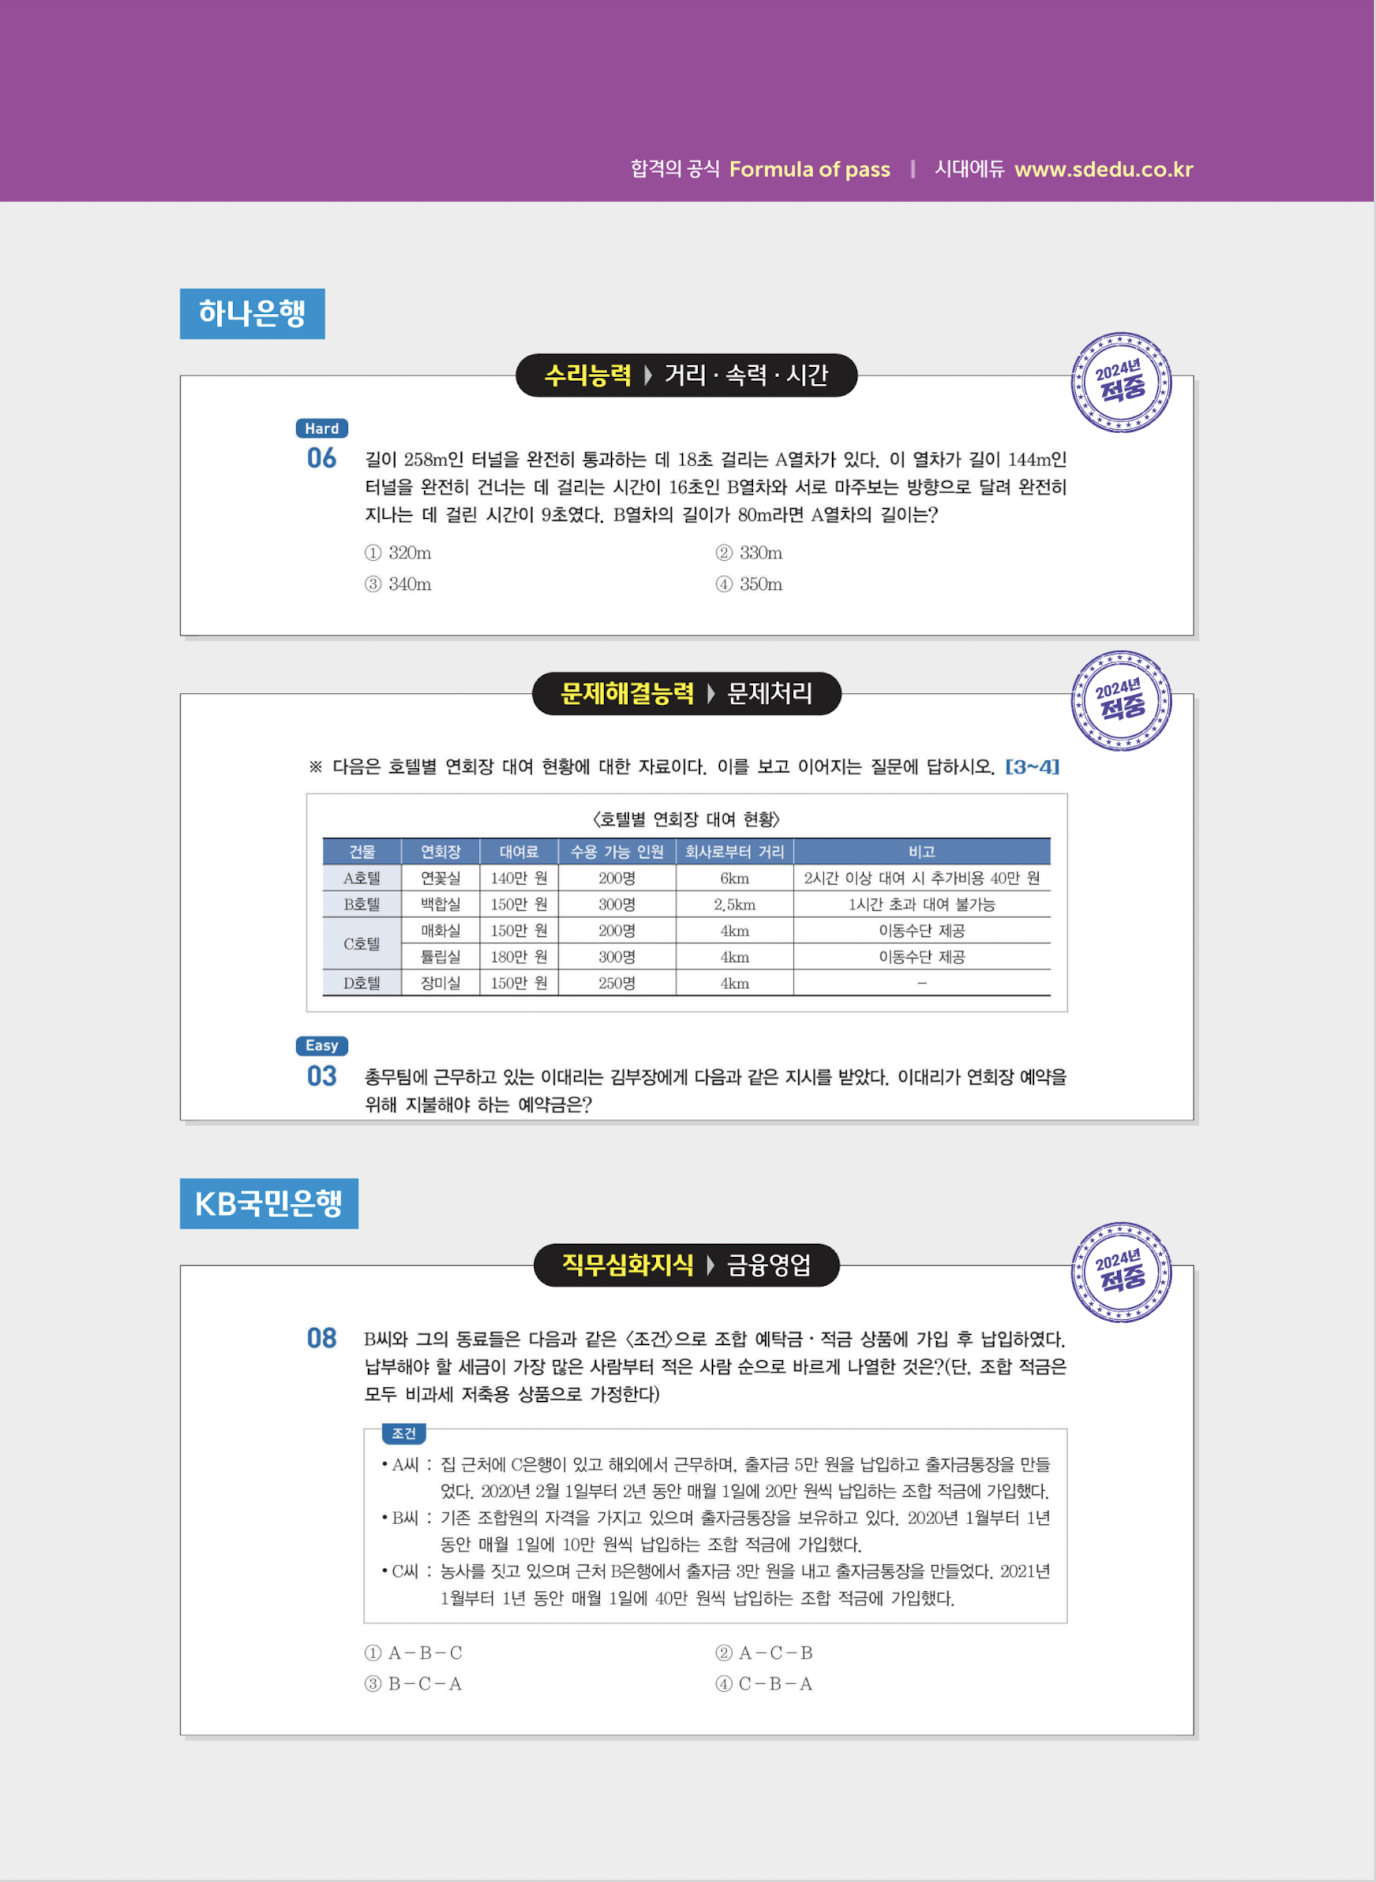 합격의 공식 Formula of pass | 시대에듀 www.sdedu.co.kr
하나은행
수리능력 ▶ 거리·속력·시간
2024년
적중
Hard
06 길이 258m인 터널을 완전히 통과하는 데 18초 걸리는 A열차가 있다. 이 열차가 길이 144m인
터널을 완전히 건너는 데 걸리는 시간이 16초인 B열차와 서로 마주보는 방향으로 달려 완전히
지나는 데 걸린 시간이 9초였다. B열차의 길이가 80m라면 A열차의 길이는?
① 320m ② 330m
③ 340m ④ 350m
문제해결능력 ▶ 문제처리
2024년
적중
※ 다음은 호텔별 연회장 대여 현황에 대한 자료이다. 이를 보고 이어지는 질문에 답하시오. [3~4]
〈호텔별 연회장 대여 현황〉
건물 연회장 대여료 수용 가능 인원 회사로부터 거리 비고
A호텔 연꽃실 140만 원 200명 6km 2시간 이상 대여 시 추가비용 40만 원
B호텔 백합실 150만 원 300명 2.5km 1시간 초과 대여 불가능
C호텔 매화실 150만 원 200명 4km 이동수단 제공
튤립실 180만 원 300명 4km 이동수단 제공
D호텔 장미실 150만 원 250명 4km –
Easy
03 총무팀에 근무하고 있는 이대리는 김부장에게 다음과 같은 지시를 받았다. 이대리가 연회장 예약을
위해 지불해야 하는 예약금은?
KB국민은행
직무심화지식 ▶ 금융영업
2024년
적중
08 B씨와 그의 동료들은 다음과 같은 〈조건〉으로 조합 예탁금·적금 상품에 가입 후 납입하였다.
납부해야 할 세금이 가장 많은 사람부터 적은 사람 순으로 바르게 나열한 것은?(단, 조합 적금은
모두 비과세 저축용 상품으로 가정한다)
조건
• A씨 : 집 근처에 C은행이 있고 해외에서 근무하며, 출자금 5만 원을 납입하고 출자금통장을 만들
었다. 2020년 2월 1일부터 2년 동안 매월 1일에 20만 원씩 납입하는 조합 적금에 가입했다.
• B씨 : 기존 조합원의 자격을 가지고 있으며 출자금통장을 보유하고 있다. 2020년 1월부터 1년
동안 매월 1일에 10만 원씩 납입하는 조합 적금에 가입했다.
• C씨 : 농사를 짓고 있으며 근처 B은행에서 출자금 3만 원을 내고 출자금통장을 만들었다. 2021년
1월부터 1년 동안 매월 1일에 40만 원씩 납입하는 조합 적금에 가입했다.
① A－B－C ② A－C－B
③ B－C－A ④ C－B－A